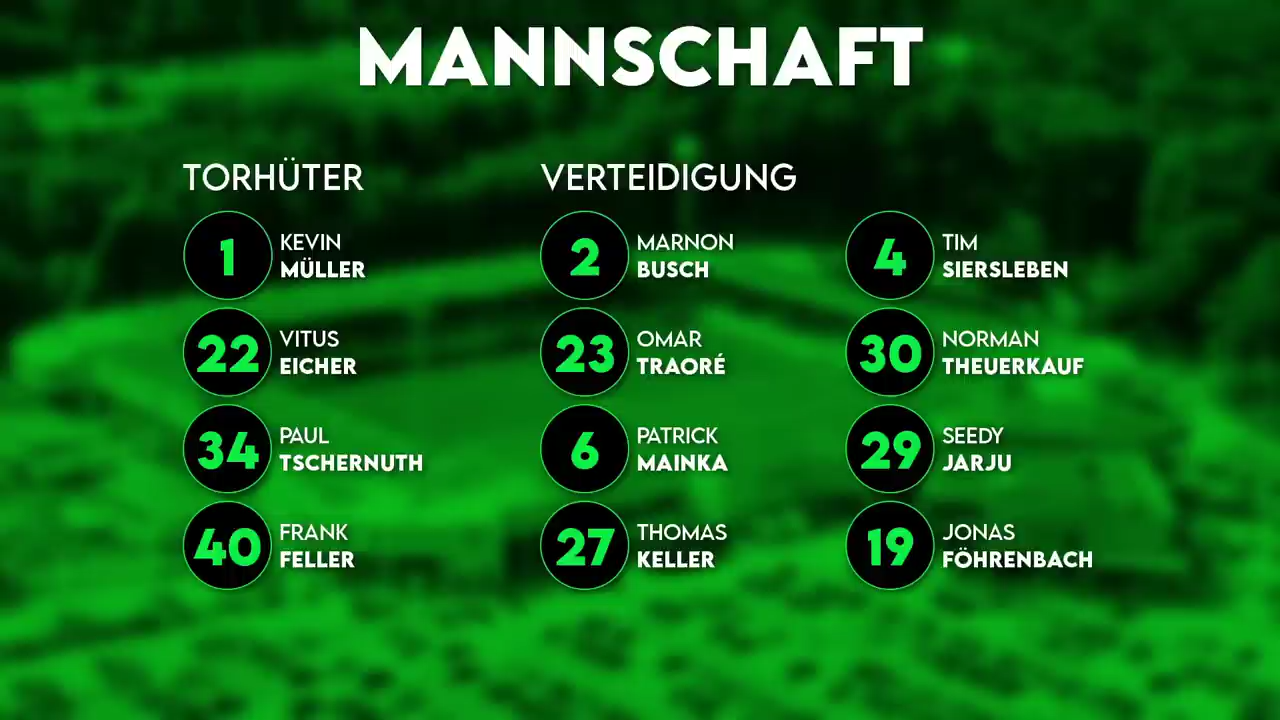 MANNSCHAFT
TORHÜTER
1
KEVIN
MÜLLER
22
VITUS
EICHER
34
PAUL
TSCHERNUTH
40
FRANK
FELLER
VERTEIDIGUNG
2
MARNON
BUSCH
4
TIM
SIERSLEBEN
23
OMAR
TRAORÉ
30
NORMAN
THEUERKAUF
6
PATRICK
MAINKA
29
SEEDY
JARJU
27
THOMAS
KELLER
19
JONAS
FÖHRENBACH